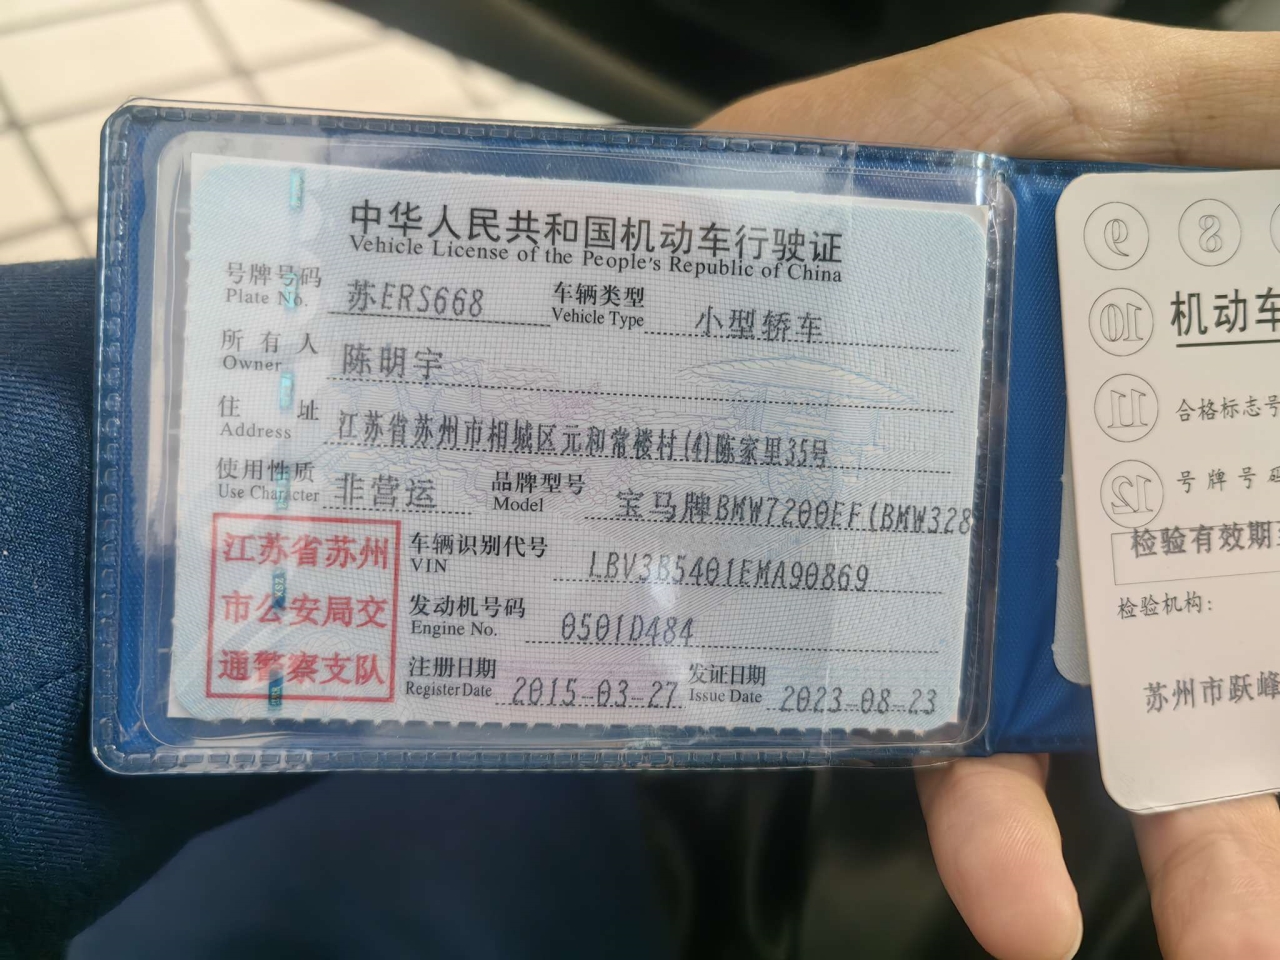 中华人民共和国机动车行驶证
Vehicle License of the People's Republic of China
号牌号码 苏ERS668 车辆类型 小型轿车
Plate No. Vehicle Type
所有人 陈明宇
Owner
住址 江苏省苏州市相城区元和常楼村(4)陈家里35号
Address
使用性质 非营运 品牌型号 宝马牌BMW7200EF(BMW328
Use Character Model
江苏省苏州
市公安局交
通警察支队
车辆识别代号 LBV3B5401EMA90869
VIN
发动机号码 0501D484
Engine No.
注册日期 2015-03-27 发证日期 2023-08-23
Register Date Issue Date
9 8
10
11
12
机动车
合格标志号
号牌号码
检验有效期至
检验机构：
苏州市跃峰